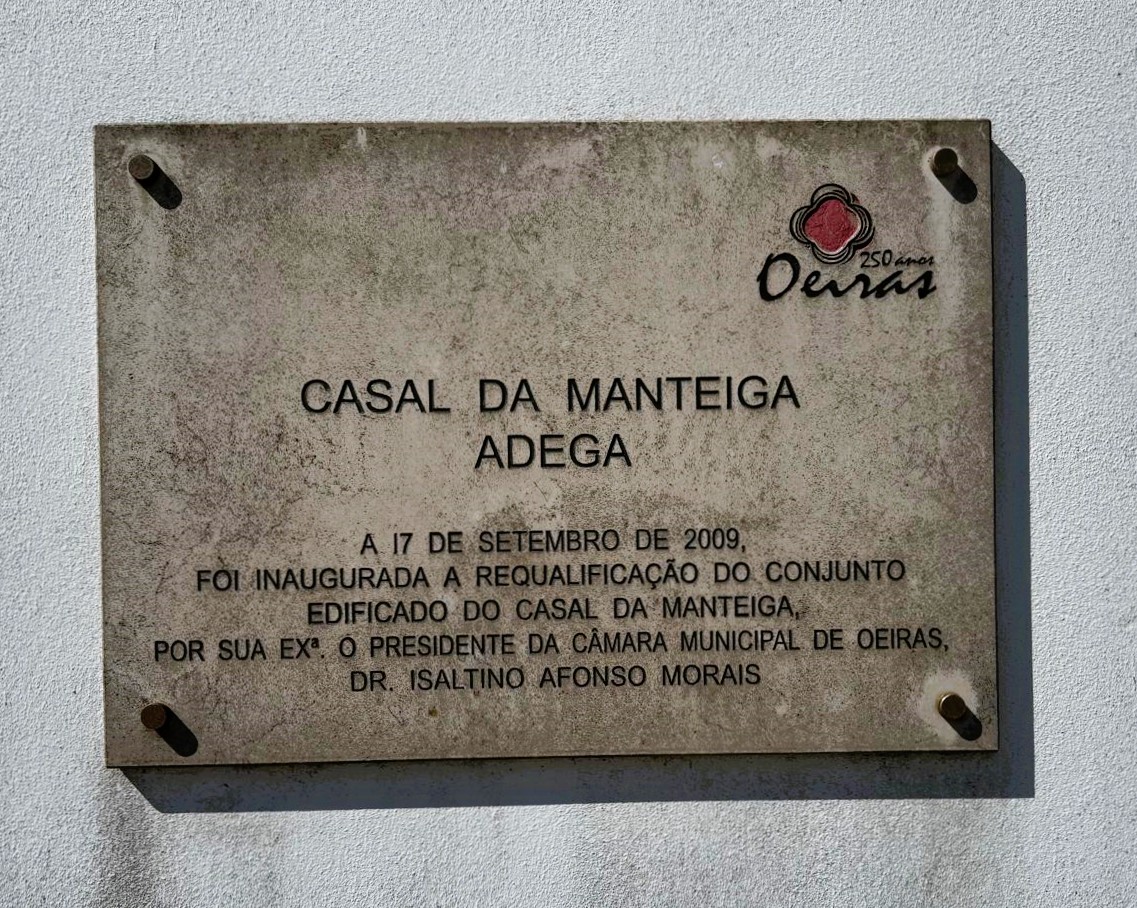 250 anos
Oeiras
CASAL DA MANTEIGA
ADEGA
A 17 DE SETEMBRO DE 2009,
FOI INAUGURADA A REQUALIFICAÇÃO DO CONJUNTO
EDIFICADO DO CASAL DA MANTEIGA,
POR SUA EXª. O PRESIDENTE DA CÂMARA MUNICIPAL DE OEIRAS,
DR. ISALTINO AFONSO MORAIS